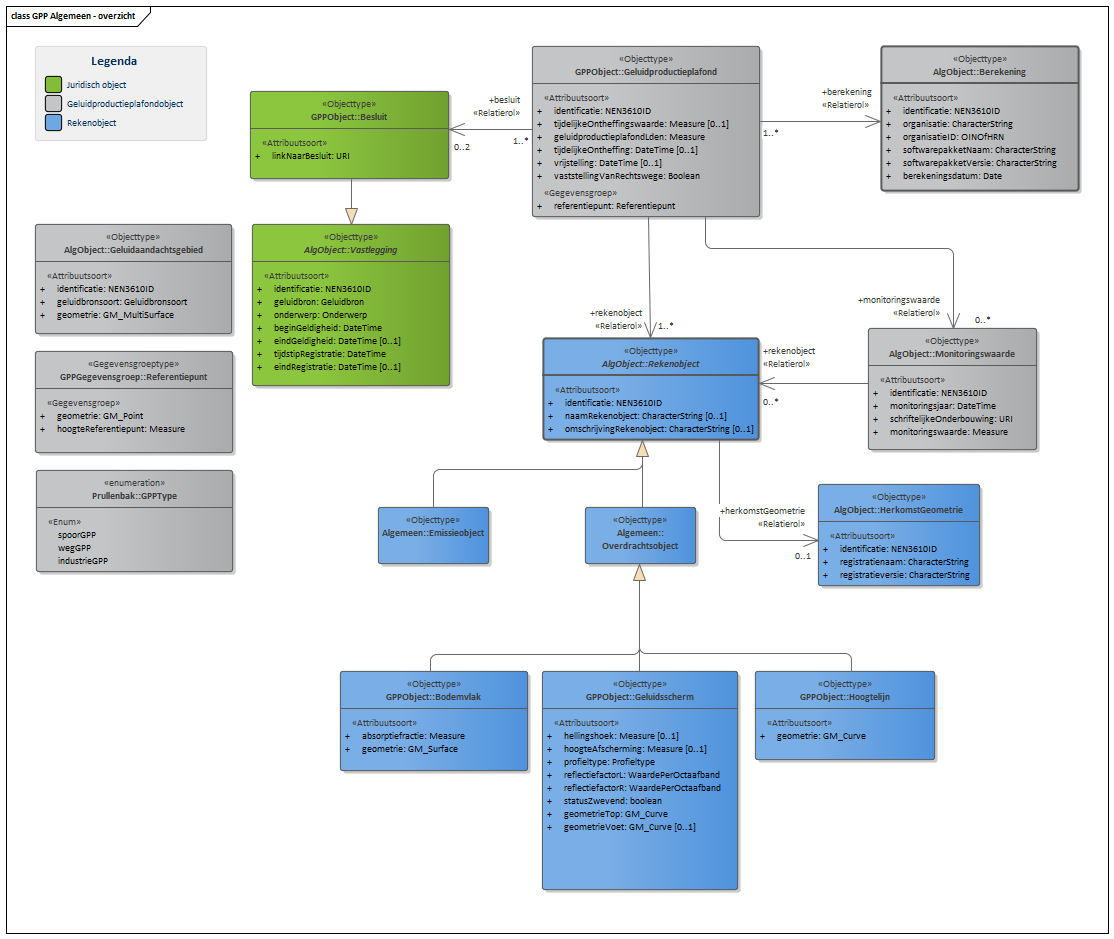 class GPP Algemeen - overzicht
Legenda
Juridisch object
Geluidproductieplafondobject
Rekenobject
«Objecttype»
GPPObject::Besluit
«Attribuutsoort»
+ linkNaarBesluit: URI
+besluit
«Relatierol»
0..2
1..*
«Objecttype»
GPPObject::Geluidproductieplafond
«Attribuutsoort»
+ identificatie: NEN3610ID
+ tijdelijkeOntheffingswaarde: Measure [0..1]
+ geluidproductieplafondLden: Measure
+ tijdelijkeOntheffing: DateTime [0..1]
+ vrijstelling: DateTime [0..1]
+ vaststellingVanRechtswege: Boolean
«Gegevensgroep»
+ referentiepunt: Referentiepunt
+berekening
«Relatierol»
1..*
«Objecttype»
AlgObject::Berekening
«Attribuutsoort»
+ identificatie: NEN3610ID
+ organisatie: CharacterString
+ organisatieID: OINOfHRN
+ softwarepakketNaam: CharacterString
+ softwarepakketVersie: CharacterString
+ berekeningsdatum: Date
«Objecttype»
AlgObject::Geluidaandachtsgebied
«Attribuutsoort»
+ identificatie: NEN3610ID
+ geluidbronsoort: Geluidbronsoort
+ geometrie: GM_MultiSurface
«Objecttype»
AlgObject::Vastlegging
«Attribuutsoort»
+ identificatie: NEN3610ID
+ geluidbron: Geluidbron
+ onderwerp: Onderwerp
+ beginGeldigheid: DateTime
+ eindGeldigheid: DateTime [0..1]
+ tijdstipRegistratie: DateTime
+ eindRegistratie: DateTime [0..1]
«Gegevensgroeptype»
GPPGegevensgroep::Referentiepunt
«Gegevensgroep»
+ geometrie: GM_Point
+ hoogteReferentiepunt: Measure
«enumeration»
Prullenbak::GPPType
«Enum»
spoorGPP
wegGPP
industrieGPP
+rekenobject
«Relatierol»
1..*
+monitoringswaarde
«Relatierol»
0..*
«Objecttype»
AlgObject::Rekenobject
«Attribuutsoort»
+ identificatie: NEN3610ID
+ naamRekenobject: CharacterString [0..1]
+ omschrijvingRekenobject: CharacterString [0..1]
+rekenobject
«Relatierol»
0..*
«Objecttype»
AlgObject::Monitoringswaarde
«Attribuutsoort»
+ identificatie: NEN3610ID
+ monitoringsjaar: DateTime
+ schriftelijkeOnderbouwing: URI
+ monitoringswaarde: Measure
«Objecttype»
Algemeen::Emissieobject
«Objecttype»
Algemeen::
Overdrachtsobject
+herkomstGeometrie
«Relatierol»
0..1
«Objecttype»
AlgObject::HerkomstGeometrie
«Attribuutsoort»
+ identificatie: NEN3610ID
+ registratienaam: CharacterString
+ registratieversie: CharacterString
«Objecttype»
GPPObject::Bodemvlak
«Attribuutsoort»
+ absorptiefractie: Measure
+ geometrie: GM_Surface
«Objecttype»
GPPObject::Geluidsscherm
«Attribuutsoort»
+ hellingshoek: Measure [0..1]
+ hoogteAfscherming: Measure [0..1]
+ profieltype: Profieltype
+ reflectiefactorL: WaardePerOctaafband
+ reflectiefactorR: WaardePerOctaafband
+ statusZwevend: boolean
+ geometrieTop: GM_Curve
+ geometrieVoet: GM_Curve [0..1]
«Objecttype»
GPPObject::Hoogtelijn
«Attribuutsoort»
+ geometrie: GM_Curve